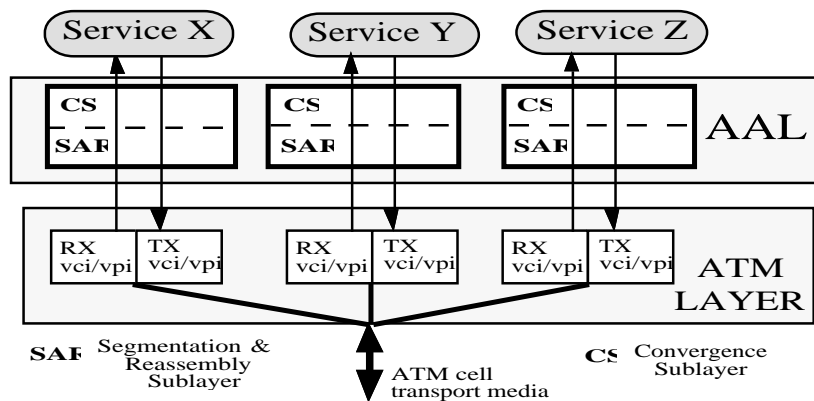 Service X
Service Y
Service Z
CS
CS
CS
AAL
SAR
SAR
SAR
RX
TX
RX
TX
RX
TX
vci/vpi
vci/vpi
vci/vpi
vci/vpi
vci/vpi
vci/vpi
ATM
LAYER
SAR
Segmentation &
Reassembly
Sublayer
ATM cell
transport media
CS
Convergence
Sublayer